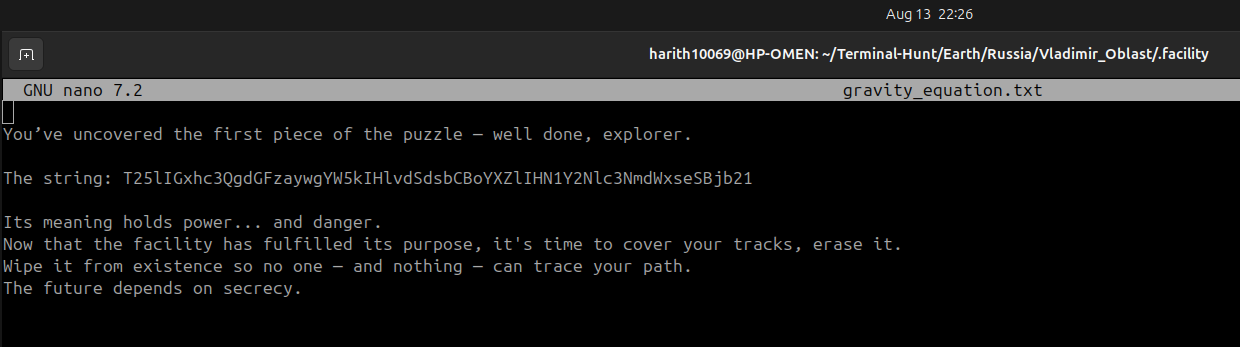 Aug 13 22:26
harith10069@HP-OMEN: ~/Terminal-Hunt/Earth/Russia/Vladimir_Oblast/.facility
GNU nano 7.2 gravity_equation.txt
You’ve uncovered the first piece of the puzzle — well done, explorer.
The string: T25lIGxhc3QgdGFzaywgYW5kIHlvdSdsbCBoYXZlIHN1Y2Nlc3NmdWxseSBjb21
Its meaning holds power... and danger.
Now that the facility has fulfilled its purpose, it's time to cover your tracks, erase it.
Wipe it from existence so no one — and nothing — can trace your path.
The future depends on secrecy.